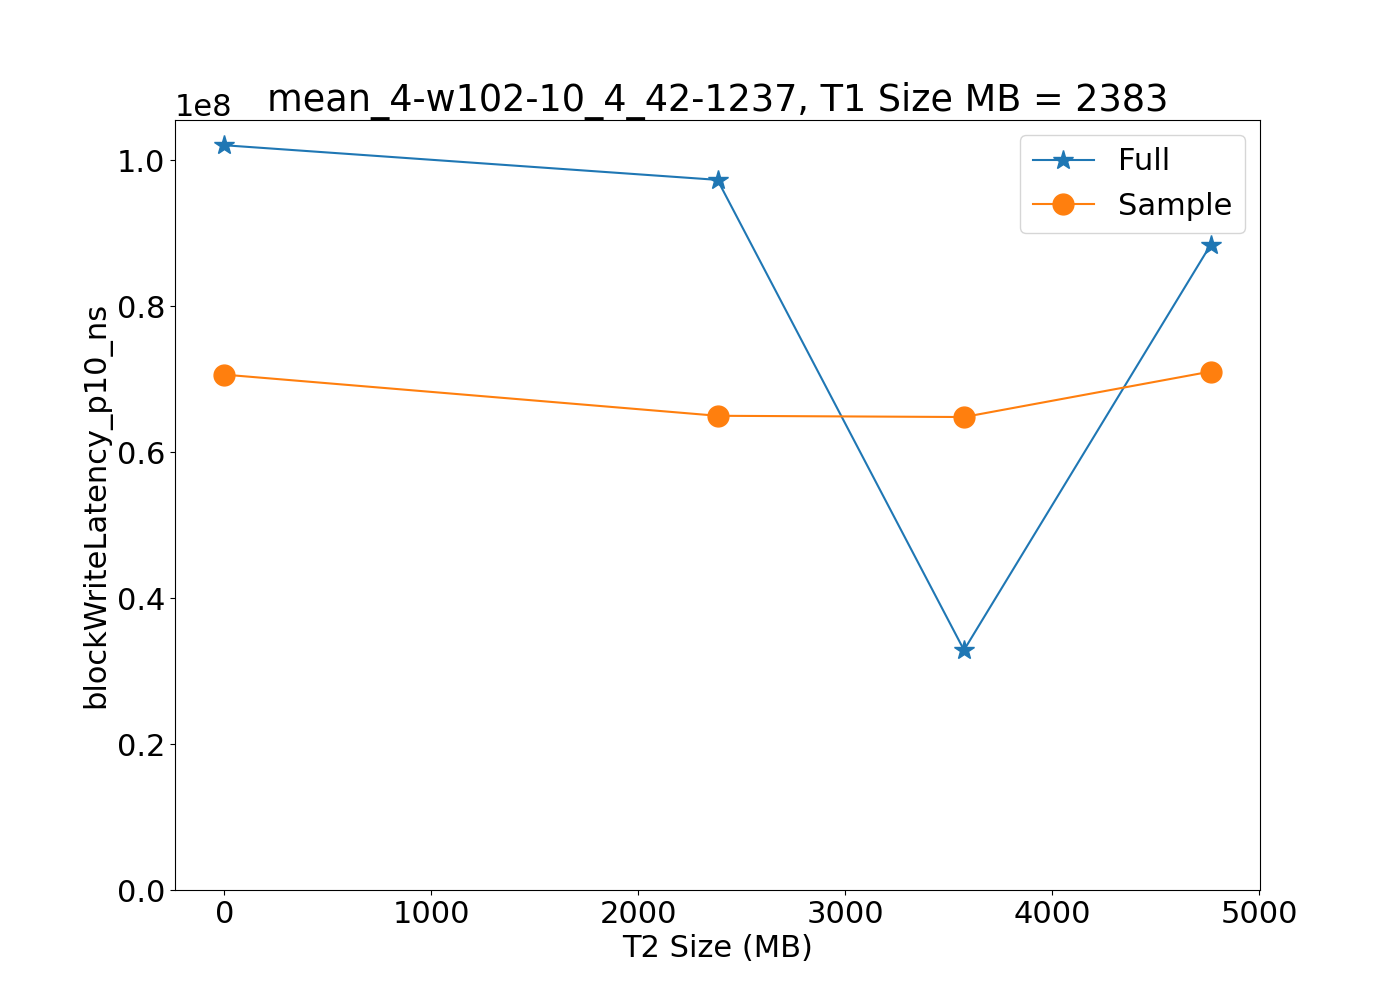 1e8
mean_4-w102-10_4_42-1237, T1 Size MB = 2383
Full
Sample
1.0
0.8
0.6
0.4
0.2
0.0
blockWriteLatency_p10_ns
0 1000 2000 3000 4000 5000
T2 Size (MB)